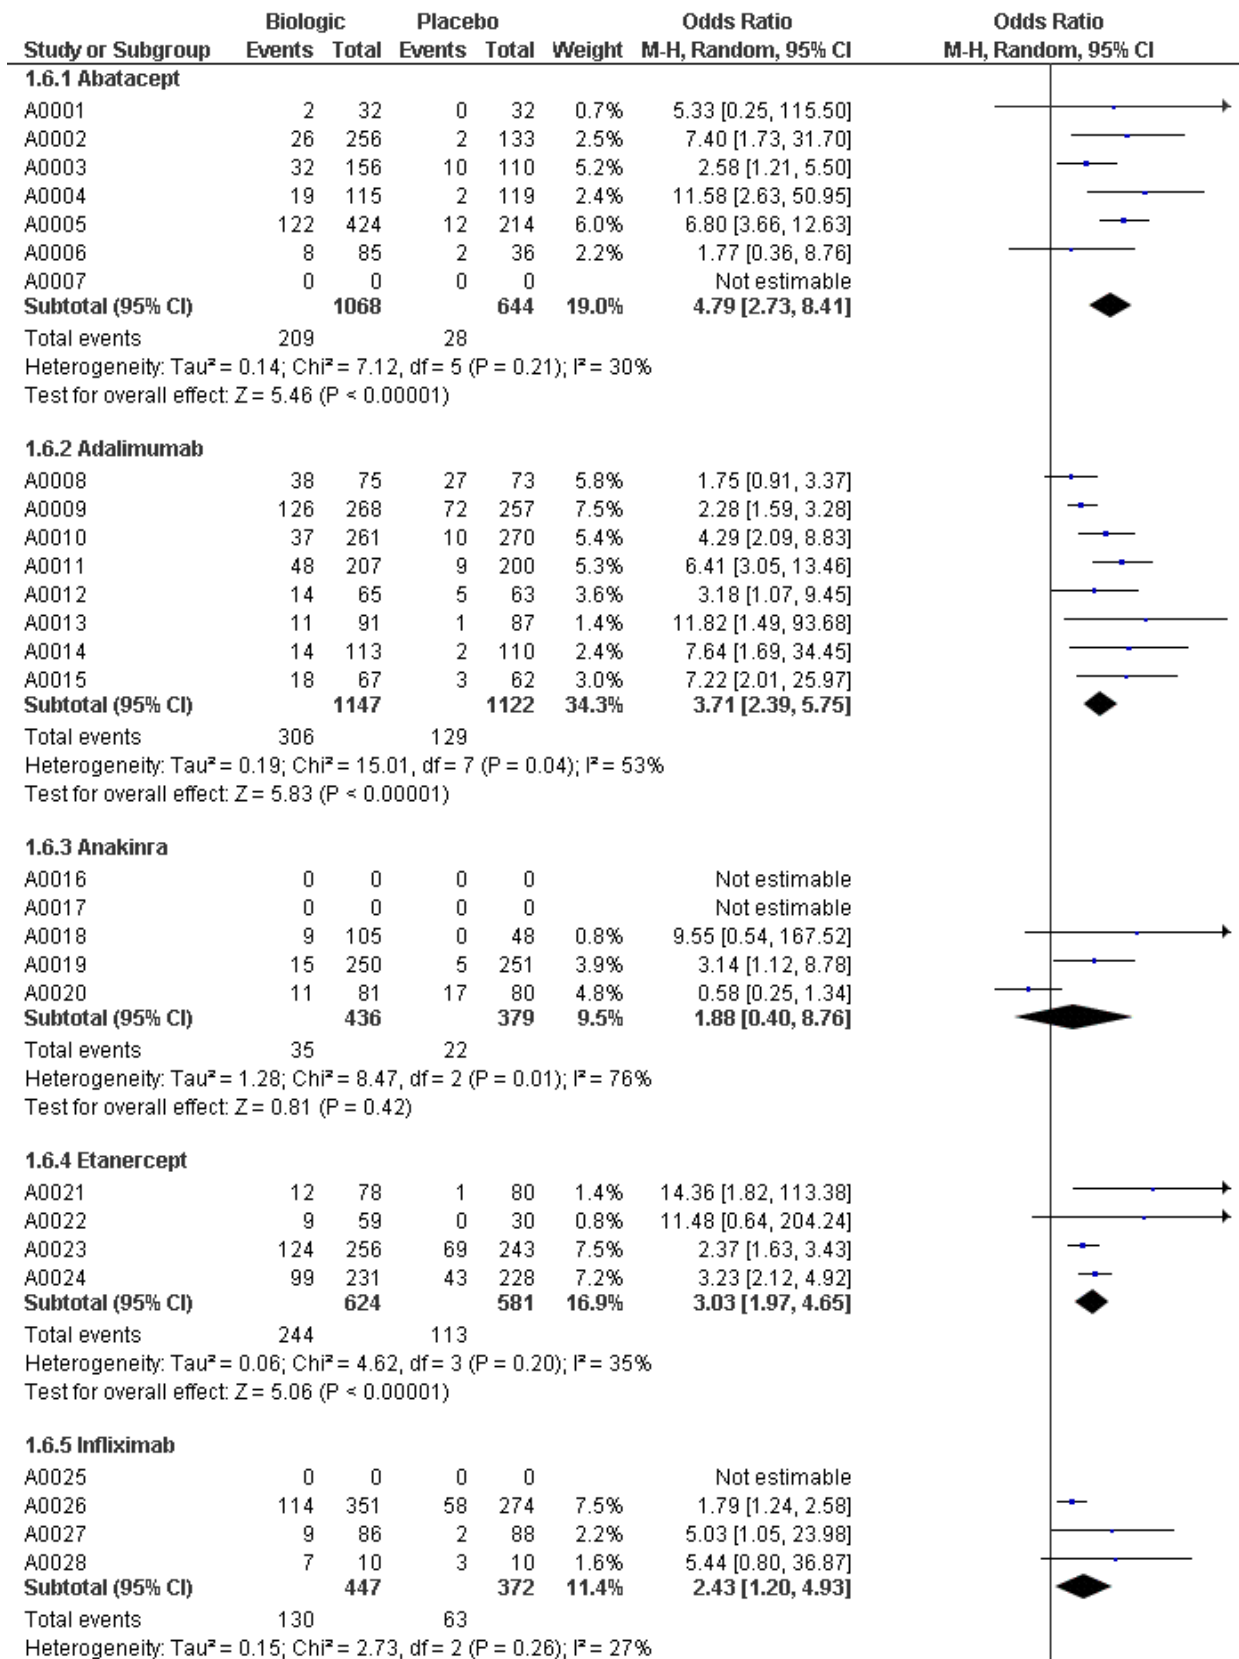 Biologic Placebo Odds Ratio Odds Ratio
Study or Subgroup Events Total Events Total Weight M-H, Random, 95% CI M-H, Random, 95% CI
1.6.1 Abatacept
A0001 2 32 0 32 0.7% 5.33 [0.25, 115.50]
A0002 26 256 2 133 2.5% 7.40 [1.73, 31.70]
A0003 32 156 10 110 5.2% 2.58 [1.21, 5.50]
A0004 19 115 2 119 2.4% 11.58 [2.63, 50.95]
A0005 122 424 12 214 6.0% 6.80 [3.66, 12.63]
A0006 8 85 2 36 2.2% 1.77 [0.36, 8.76]
A0007 0 0 0 0 Not estimable
Subtotal (95% CI) 1068 644 19.0% 4.79 [2.73, 8.41]
Total events 209 28
Heterogeneity: Tau² = 0.14; Chi² = 7.12, df = 5 (P = 0.21); I² = 30%
Test for overall effect: Z = 5.46 (P < 0.00001)
1.6.2 Adalimumab
A0008 38 75 27 73 5.8% 1.75 [0.91, 3.37]
A0009 126 268 72 257 7.5% 2.28 [1.59, 3.28]
A0010 37 261 10 270 5.4% 4.29 [2.09, 8.83]
A0011 48 207 9 200 5.3% 6.41 [3.05, 13.46]
A0012 14 65 5 63 3.6% 3.18 [1.07, 9.45]
A0013 11 91 1 87 1.4% 11.82 [1.49, 93.68]
A0014 14 113 2 110 2.4% 7.64 [1.69, 34.45]
A0015 18 67 3 62 3.0% 7.22 [2.01, 25.97]
Subtotal (95% CI) 1147 1122 34.3% 3.71 [2.39, 5.75]
Total events 306 129
Heterogeneity: Tau² = 0.19; Chi² = 15.01, df = 7 (P = 0.04); I² = 53%
Test for overall effect: Z = 5.83 (P < 0.00001)
1.6.3 Anakinra
A0016 0 0 0 0 Not estimable
A0017 0 0 0 0 Not estimable
A0018 9 105 0 48 0.8% 9.55 [0.54, 167.52]
A0019 15 250 5 251 3.9% 3.14 [1.12, 8.78]
A0020 11 81 17 80 4.8% 0.58 [0.25, 1.34]
Subtotal (95% CI) 436 379 9.5% 1.88 [0.40, 8.76]
Total events 35 22
Heterogeneity: Tau² = 1.28; Chi² = 8.47, df = 2 (P = 0.01); I² = 76%
Test for overall effect: Z = 0.81 (P = 0.42)
1.6.4 Etanercept
A0021 12 78 1 80 1.4% 14.36 [1.82, 113.38]
A0022 9 59 0 30 0.8% 11.48 [0.64, 204.24]
A0023 124 256 69 243 7.5% 2.37 [1.63, 3.43]
A0024 99 231 43 228 7.2% 3.23 [2.12, 4.92]
Subtotal (95% CI) 624 581 16.9% 3.03 [1.97, 4.65]
Total events 244 113
Heterogeneity: Tau² = 0.06; Chi² = 4.62, df = 3 (P = 0.20); I² = 35%
Test for overall effect: Z = 5.06 (P < 0.00001)
1.6.5 Infliximab
A0025 0 0 0 0 Not estimable
A0026 114 351 58 274 7.5% 1.79 [1.24, 2.58]
A0027 9 86 2 88 2.2% 5.03 [1.05, 23.98]
A0028 7 10 3 10 1.6% 5.44 [0.80, 36.87]
Subtotal (95% CI) 447 372 11.4% 2.43 [1.20, 4.93]
Total events 130 63
Heterogeneity: Tau² = 0.15; Chi² = 2.73, df = 2 (P = 0.26); I² = 27%